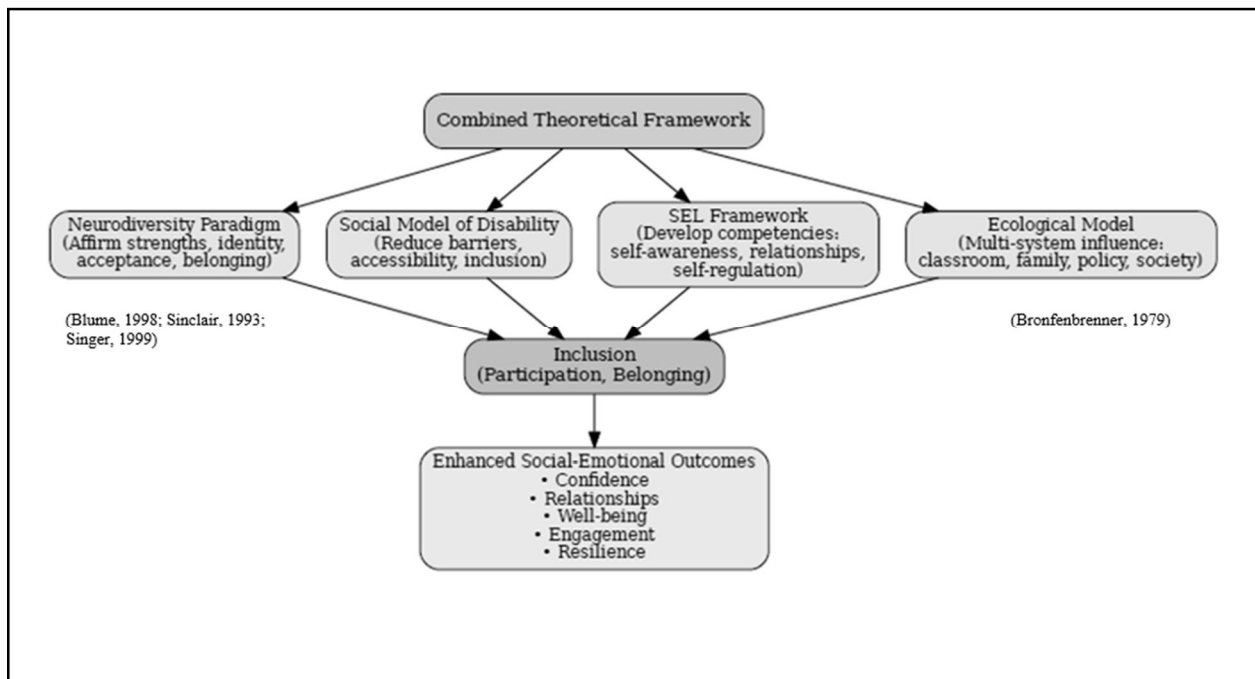 Combined Theoretical Framework
Neurodiversity Paradigm
(Affirm strengths, identity,
acceptance, belonging)
Social Model of Disability
(Reduce barriers,
accessibility, inclusion)
SEL Framework
(Develop competencies:
self-awareness, relationships,
self-regulation)
Ecological Model
(Multi-system influence:
classroom, family, policy, society)
(Blume, 1998; Sinclair, 1993;
Singer, 1999)
(Bronfenbrenner, 1979)
Inclusion
(Participation, Belonging)
Enhanced Social-Emotional Outcomes
• Confidence
• Relationships
• Well-being
• Engagement
• Resilience